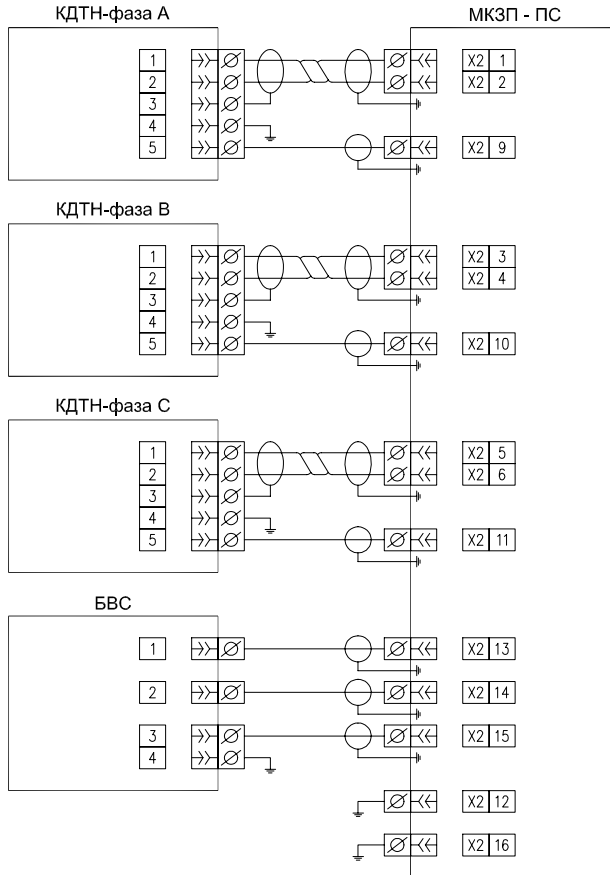 КДТН-фаза А
МКЗП - ПС
1 X2 1
2 X2 2
3
4
5 X2 9
КДТН-фаза В
1 X2 3
2 X2 4
3
4
5 X2 10
КДТН-фаза С
1 X2 5
2 X2 6
3
4
5 X2 11
БВС
1 X2 13
2 X2 14
3 X2 15
4
X2 12
X2 16